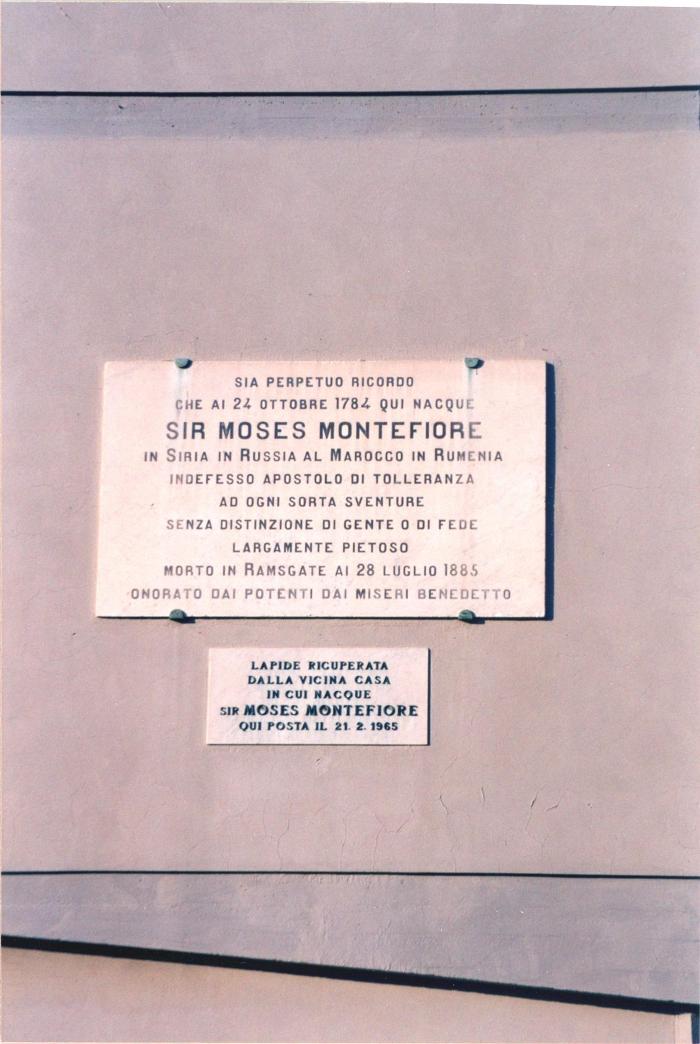 SIA PERPETUO RICORDO
CHE AI 24 OTTOBRE 1784 QUI NACQUE
SIR MOSES MONTEFIORE
IN SIRIA IN RUSSIA AL MAROCCO IN RUMENIA
INDEFESSO APOSTOLO DI TOLLERANZA
AD OGNI SORTA SVENTURE
SENZA DISTINZIONE DI GENTE O DI FEDE
LARGAMENTE PIETOSO
MORTO IN RAMSGATE AI 28 LUGLIO 1885
ONORATO DAI POTENTI DAI MISERI BENEDETTO
LAPIDE RICUPERATA
DALLA VICINA CASA
IN CUI NACQUE
SIR MOSES MONTEFIORE
QUI POSTA IL 21. 2. 1965